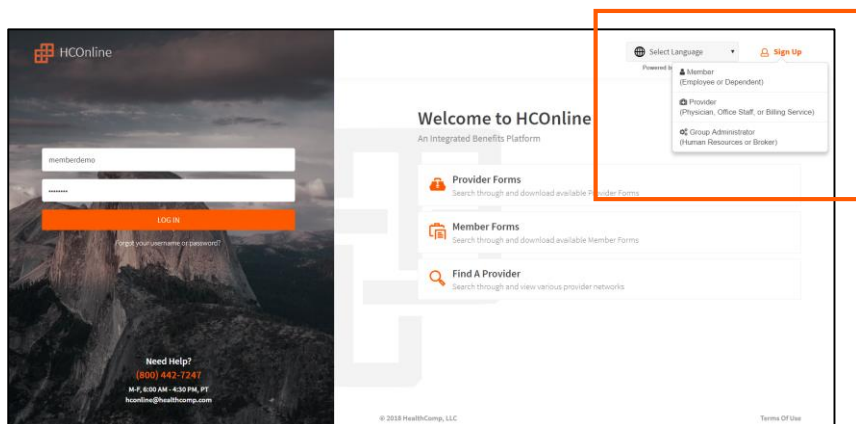 HCOnline
memberdemo
LOG IN
Forgot your username or password?
Need Help?
(800) 442-7247
M-F, 6:00 AM - 4:30 PM, PT
hconline@healthcomp.com
Select Language
Sign Up
Powered
Member
(Employee or Dependent)
Provider
(Physician, Office Staff, or Billing Service)
Group Administrator
(Human Resources or Broker)
Welcome to HCOnline
An Integrated Benefits Platform
Provider Forms
Search through and download available Provider Forms
Member Forms
Search through and download available Member Forms
Find A Provider
Search through and view various provider networks
© 2018 HealthComp, LLC
Terms Of Use